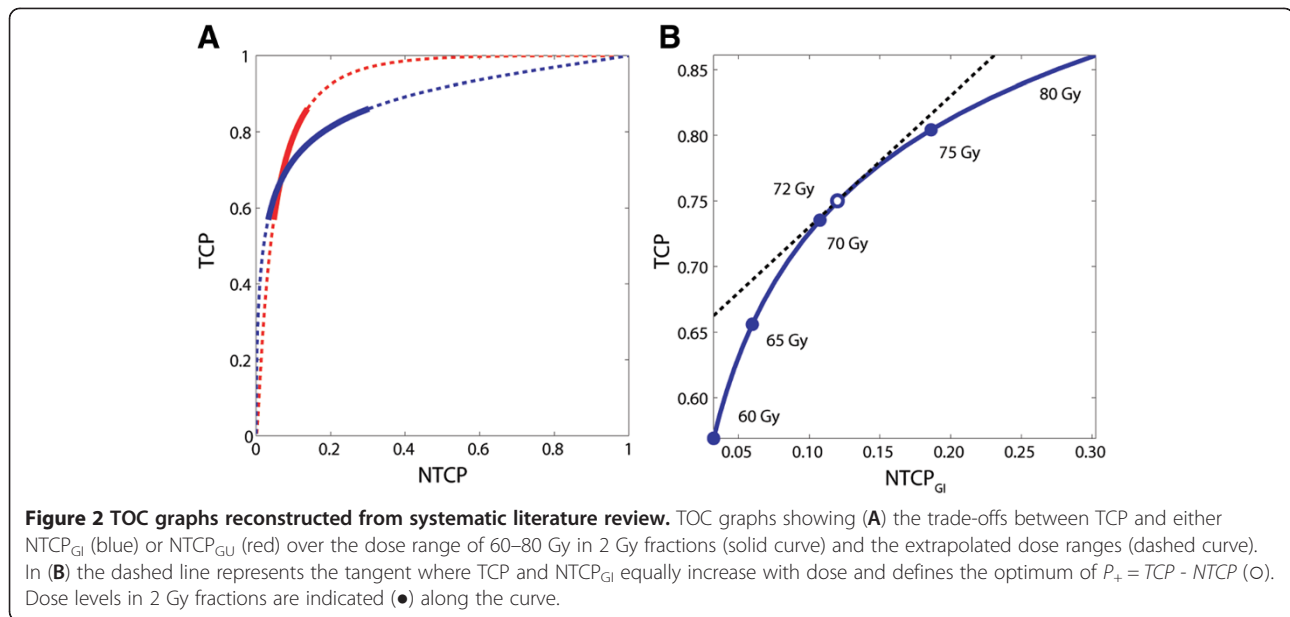 A
TCP
1
0.8
0.6
0.4
0.2
0
0 0.2 0.4 0.6 0.8 1
NTCP
B
TCP
0.85
0.80
0.75
0.70
0.65
0.60
80 Gy
75 Gy
72 Gy
70 Gy
65 Gy
60 Gy
0.05 0.10 0.15 0.20 0.25 0.30
NTCP_GI
Figure 2 TOC graphs reconstructed from systematic literature review. TOC graphs showing (A) the trade-offs between TCP and either
NTCP_GI (blue) or NTCP_GU (red) over the dose range of 60–80 Gy in 2 Gy fractions (solid curve) and the extrapolated dose ranges (dashed curve).
In (B) the dashed line represents the tangent where TCP and NTCP_GI equally increase with dose and defines the optimum of P₊ = TCP - NTCP (○).
Dose levels in 2 Gy fractions are indicated (●) along the curve.